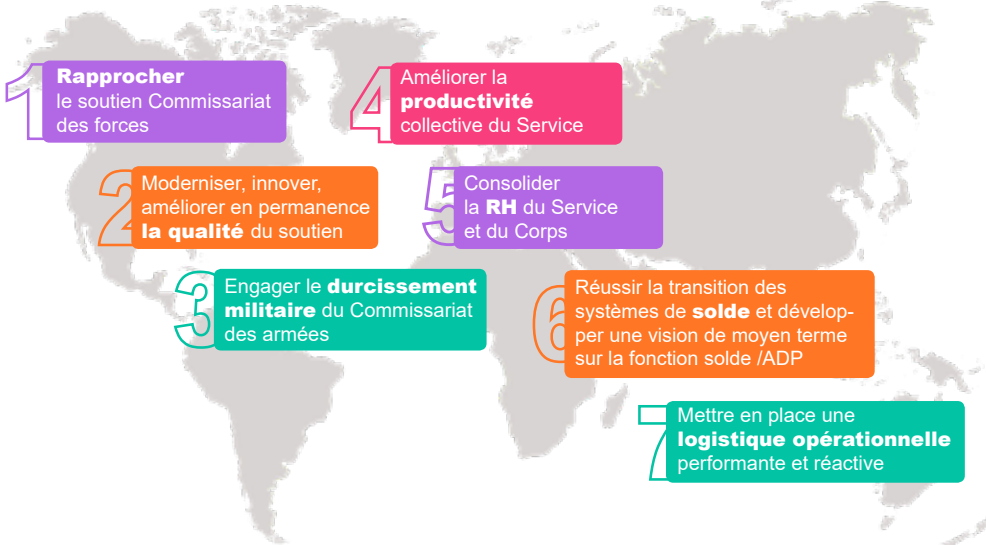 1
Rapprocher
le soutien Commissariat
des forces
2
Moderniser, innover,
améliorer en permanence
la qualité du soutien
3
Engager le durcissement
militaire du Commissariat
des armées
4
Améliorer la
productivité
collective du Service
5
Consolider
la RH du Service
et du Corps
6
Réussir la transition des
systèmes de solde et dévelop-
per une vision de moyen terme
sur la fonction solde /ADP
7
Mettre en place une
logistique opérationnelle
performante et réactive